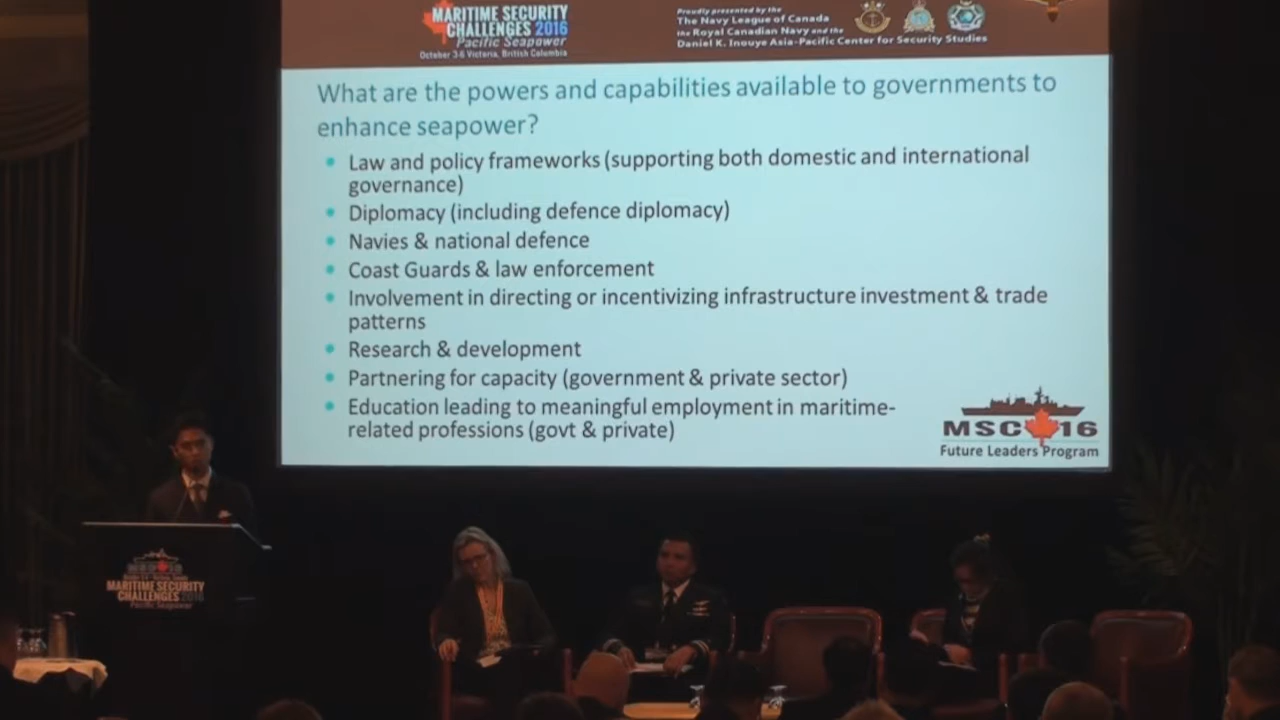 MARITIME SECURITY
CHALLENGES 2016
Pacific Seapower
October 3-6 Victoria, British Columbia
Proudly presented by the
The Navy League of Canada
the Royal Canadian Navy and the
Daniel K. Inouye Asia-Pacific Center for Security Studies
What are the powers and capabilities available to governments to
enhance seapower?
• Law and policy frameworks (supporting both domestic and international
governance)
• Diplomacy (including defence diplomacy)
• Navies & national defence
• Coast Guards & law enforcement
• Involvement in directing or incentivizing infrastructure investment & trade
patterns
• Research & development
• Partnering for capacity (government & private sector)
• Education leading to meaningful employment in maritime-
related professions (govt & private)
MSC 16
Future Leaders Program
MARITIME SECURITY
CHALLENGES 2016
Pacific Seapower